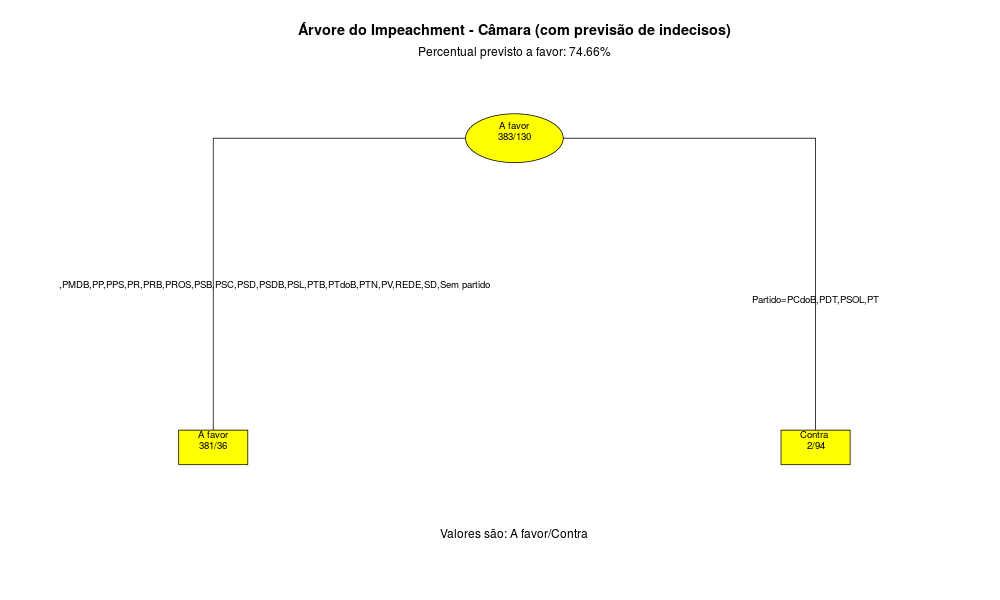 Árvore do Impeachment - Câmara (com previsão de indecisos)
Percentual previsto a favor: 74.66%
A favor
383/130
,PMDB,PP,PPS,PR,PRB,PROS,PSB,PSC,PSD,PSDB,PSL,PTB,PTdoB,PTN,PV,REDE,SD,Sem partido
Partido=PCdoB,PDT,PSOL,PT
A favor
381/36
Contra
2/94
Valores são: A favor/Contra